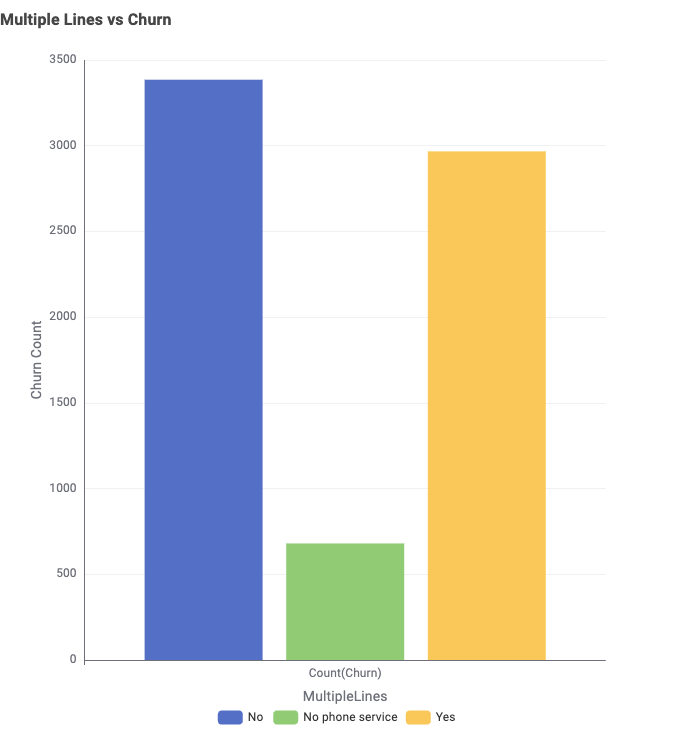 Multiple Lines vs Churn
3500
3000
2500
2000
1500
1000
500
0
Churn Count
Count(Churn)
MultipleLines
No No phone service Yes